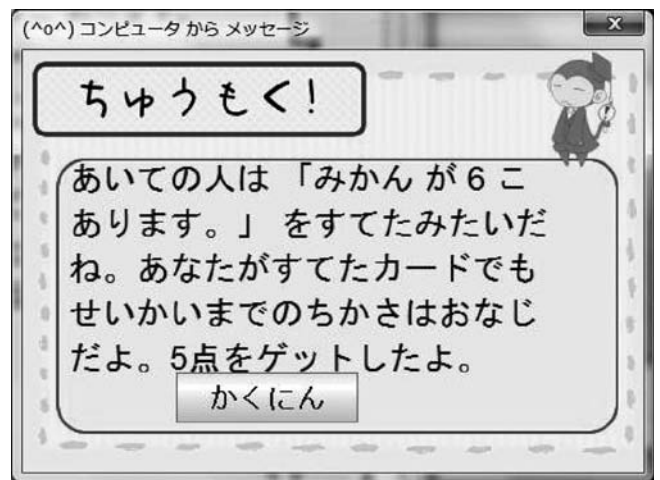 (^o^) コンピュータ から メッセージ
ちゅうもく!
あいての人は 「みかん が 6 こ
あります。」 をすてたみたいだ
ね。あなたがすてたカードでも
せいかいまでのちかさはおなじ
だよ。5点をゲットしたよ。
かくにん